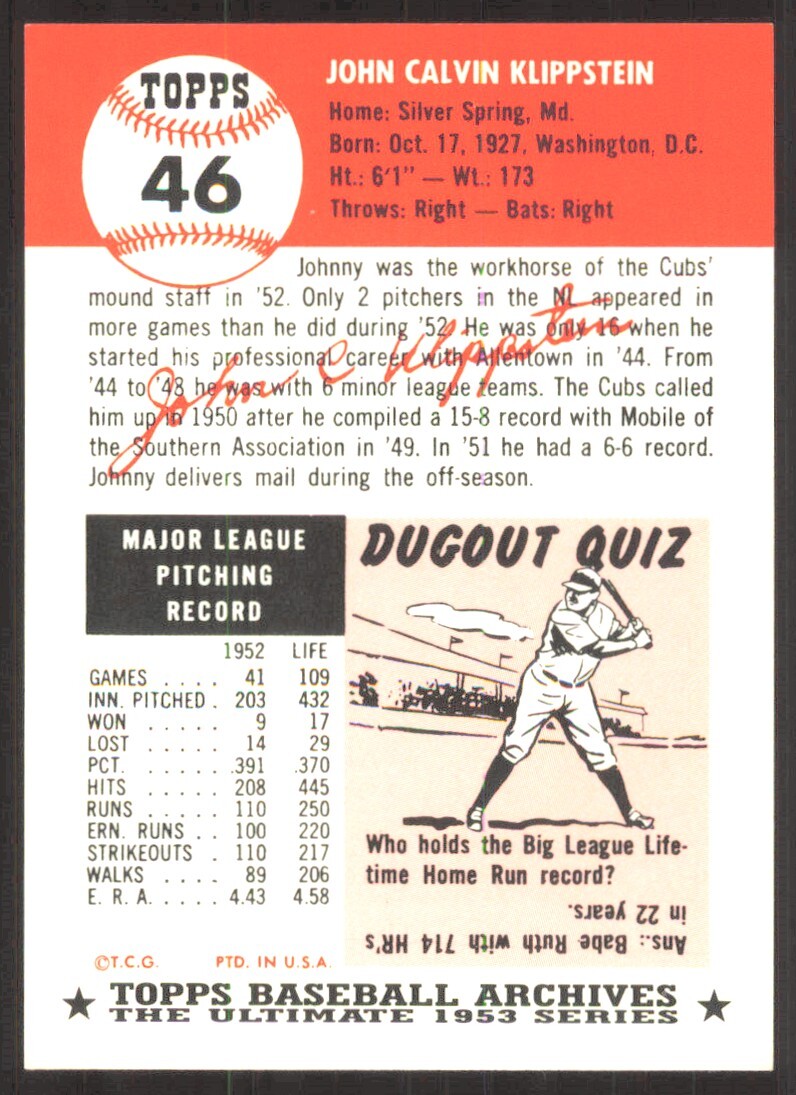 TOPPS
46
JOHN CALVIN KLIPPSTEIN
Home: Silver Spring, Md.
Born: Oct. 17, 1927, Washington, D.C.
Ht.: 6'1" — Wt.: 173
Throws: Right — Bats: Right
Johnny was the workhorse of the Cubs'
mound staff in '52. Only 2 pitchers in the NL appeared in
more games than he did during '52. He was only 16 when he
started his professional career with Allentown in '44. From
'44 to '48 he was with 6 minor league teams. The Cubs called
him up in 1950 after he compiled a 15-8 record with Mobile of
the Southern Association in '49. In '51 he had a 6-6 record.
Johnny delivers mail during the off-season.
John C Klippstein
MAJOR LEAGUE
PITCHING
RECORD
1952 LIFE
GAMES . . . . 41 109
INN. PITCHED . 203 432
WON . . . . . 9 17
LOST . . . . . 14 29
PCT. . . . . . . .391 .370
HITS . . . . . 208 445
RUNS . . . . . 110 250
ERN. RUNS . . 100 220
STRIKEOUTS . 110 217
WALKS . . . . 89 206
E. R. A. . . . . . 4.43 4.58
DUGOUT QUIZ
Who holds the Big League Life-
time Home Run record?
Ans.: Babe Ruth with 714 HR's
in 22 years.
©T.C.G. PTD. IN U.S.A.
★ TOPPS BASEBALL ARCHIVES ★
THE ULTIMATE 1953 SERIES